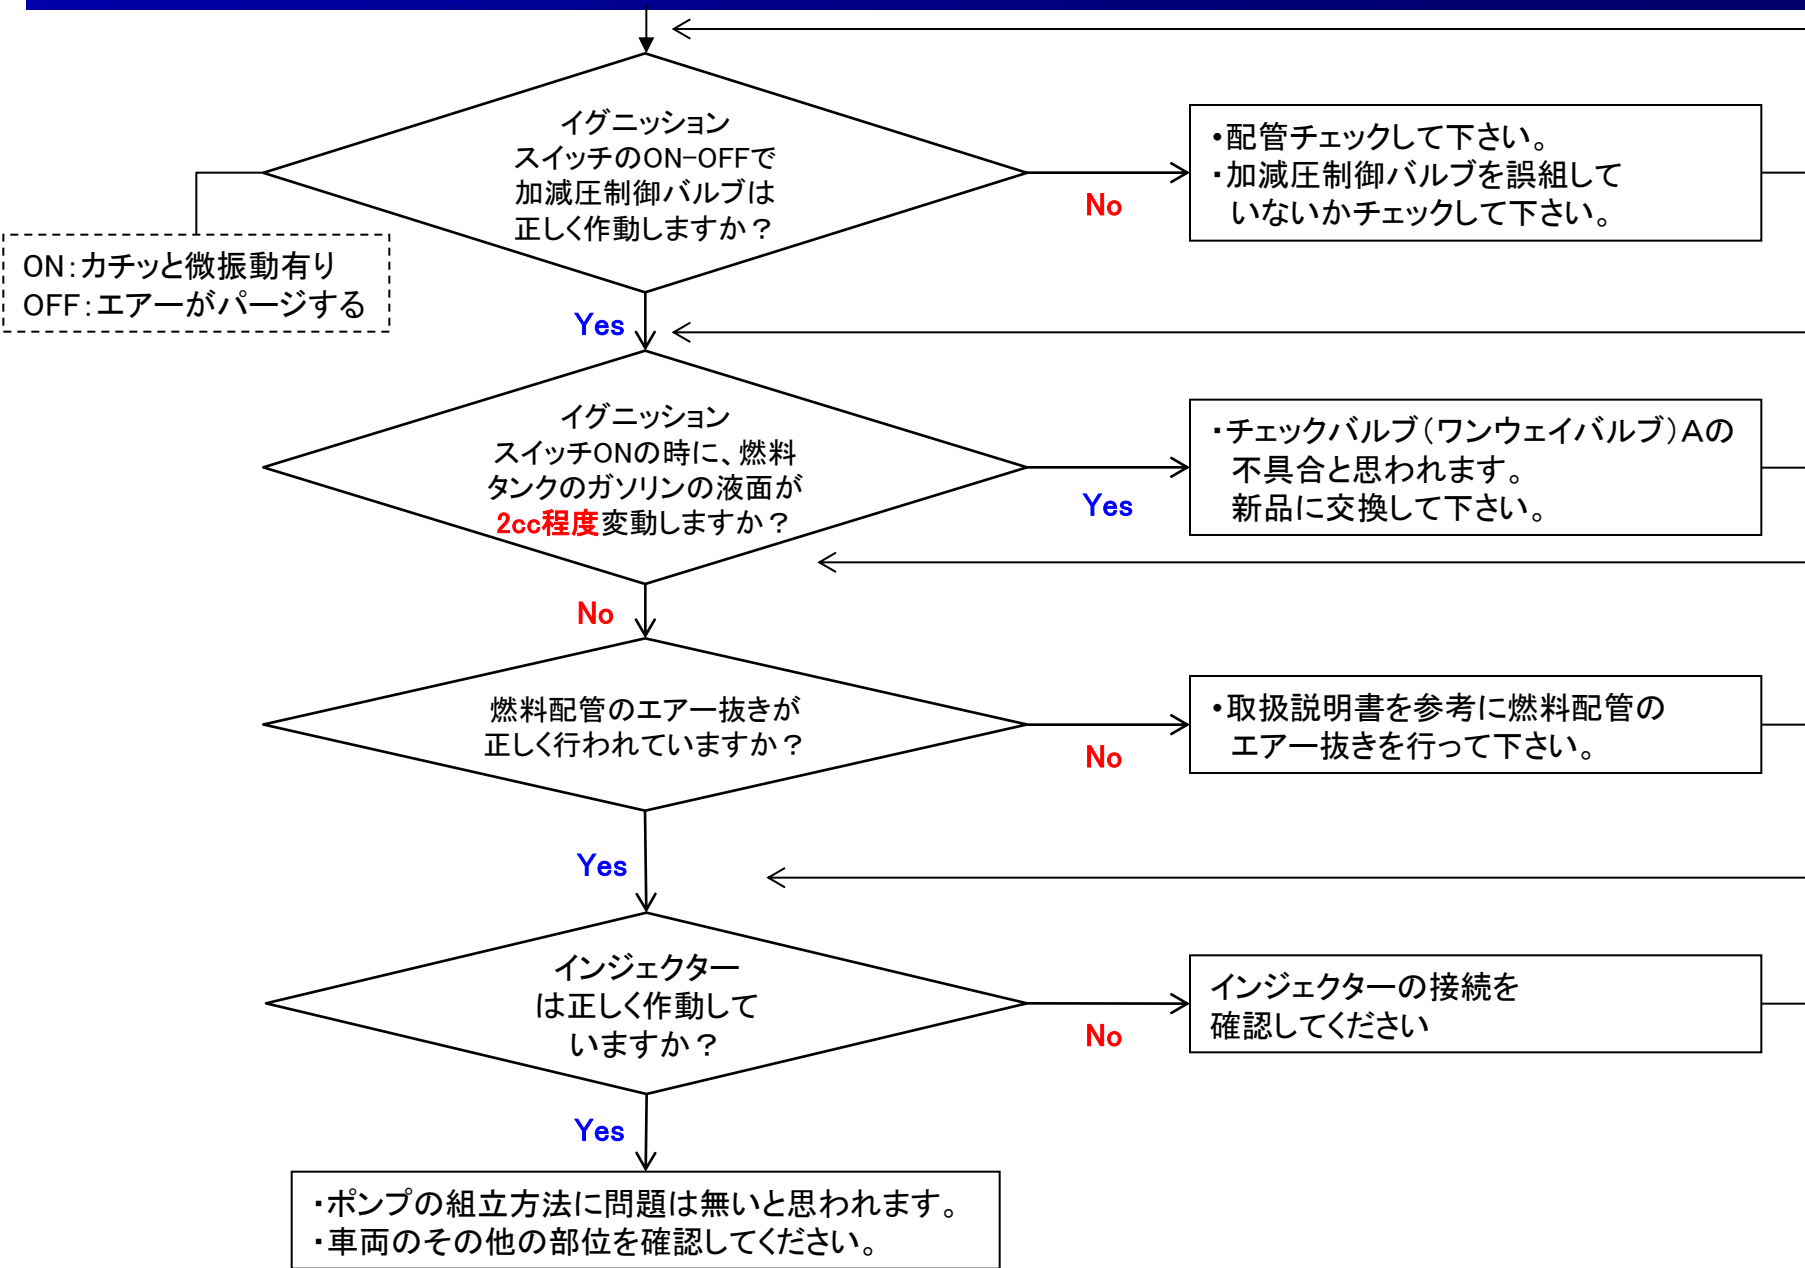 イグニッション
スイッチのON-OFFで
加減圧制御バルブは
正しく作動しますか？
No
•配管チェックして下さい。
・加減圧制御バルブを誤組して
いないかチェックして下さい。
ON：カチッと微振動有り
OFF：エアーがパージする
Yes
イグニッション
スイッチONの時に、燃料
タンクのガソリンの液面が
2cc程度変動しますか？
Yes
・チェックバルブ（ワンウェイバルブ）Aの
不具合と思われます。
新品に交換して下さい。
No
燃料配管のエアー抜きが
正しく行われていますか？
No
•取扱説明書を参考に燃料配管の
エアー抜きを行って下さい。
Yes
インジェクター
は正しく作動して
いますか？
No
インジェクターの接続を
確認してください
Yes
・ポンプの組立方法に問題は無いと思われます。
・車両のその他の部位を確認してください。